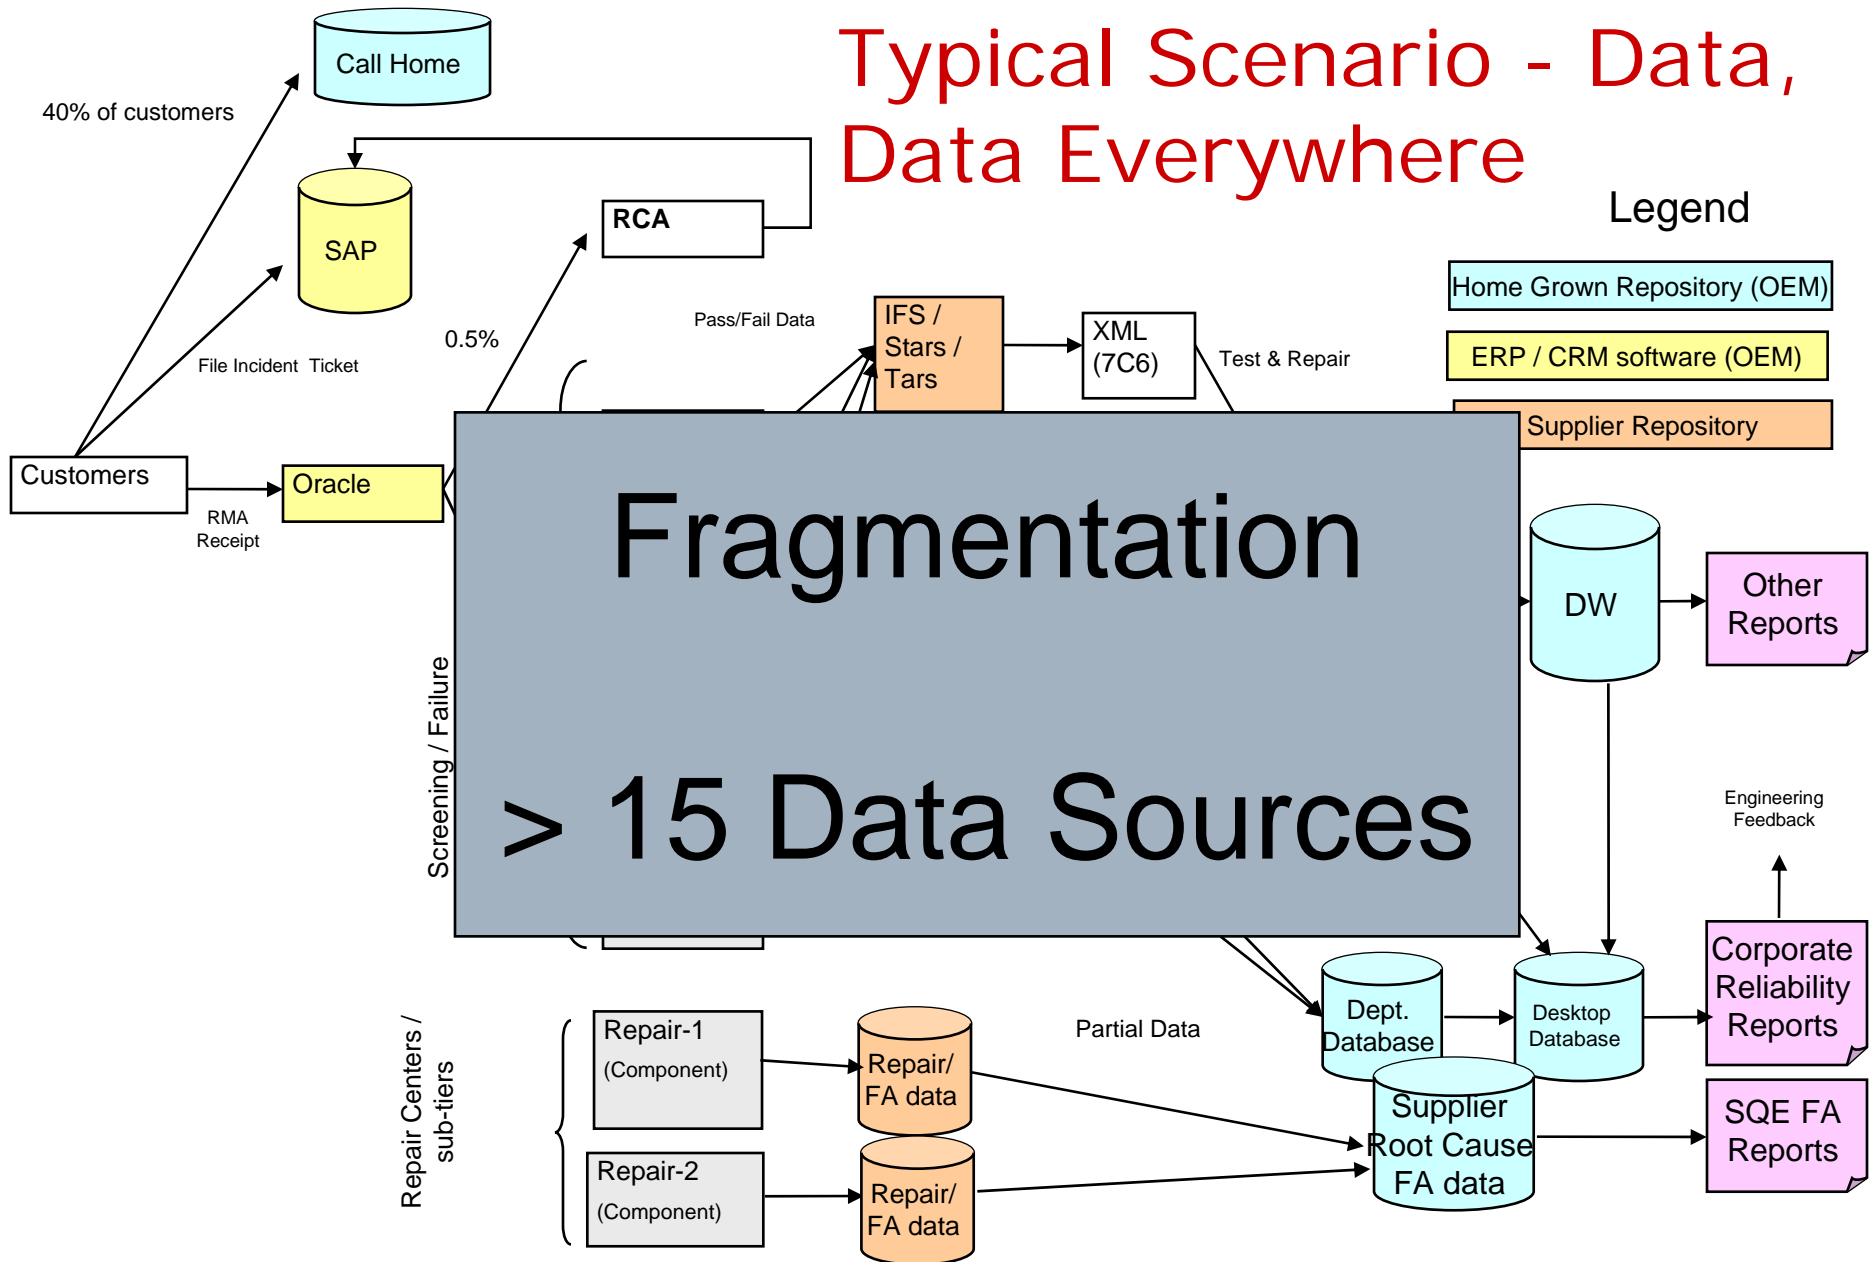 Typical Scenario - Data,
Data Everywhere
Call Home
40% of customers
SAP
RCA
Legend
Home Grown Repository (OEM)
ERP / CRM software (OEM)
Supplier Repository
File Incident Ticket
0.5%
Pass/Fail Data
IFS /
Stars /
Tars
XML
(7C6)
Test & Repair
Customers
RMA
Receipt
Oracle
Fragmentation
> 15 Data Sources
Screening / Failure
DW
Other
Reports
Engineering
Feedback
Corporate
Reliability
Reports
Dept.
Database
Desktop
Database
Partial Data
Repair Centers /
sub-tiers
Repair-1
(Component)
Repair/
FA data
Repair-2
(Component)
Repair/
FA data
Supplier
Root Cause
FA data
SQE FA
Reports